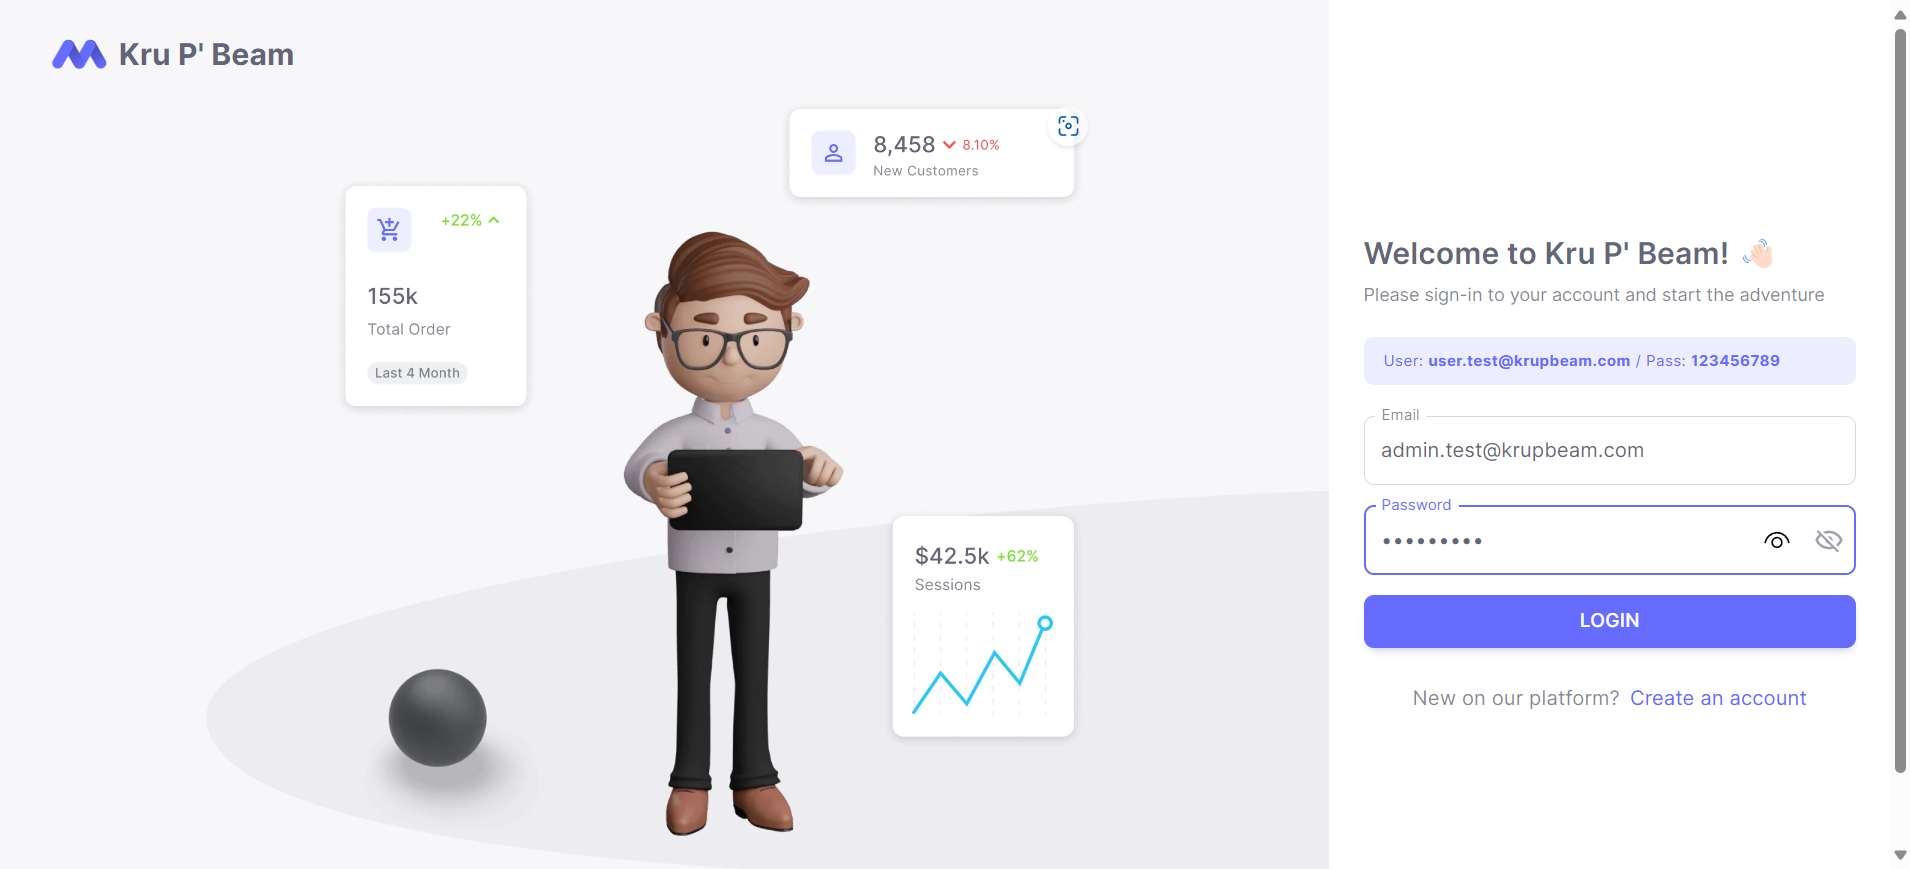 Kru P' Beam
8,458 8.10%
New Customers
+22%
155k
Total Order
Last 4 Month
$42.5k +62%
Sessions
Welcome to Kru P' Beam! 👋🏻
Please sign-in to your account and start the adventure
User: user.test@krupbeam.com / Pass: 123456789
Email
admin.test@krupbeam.com
Password
•••••••••
LOGIN
New on our platform? Create an account